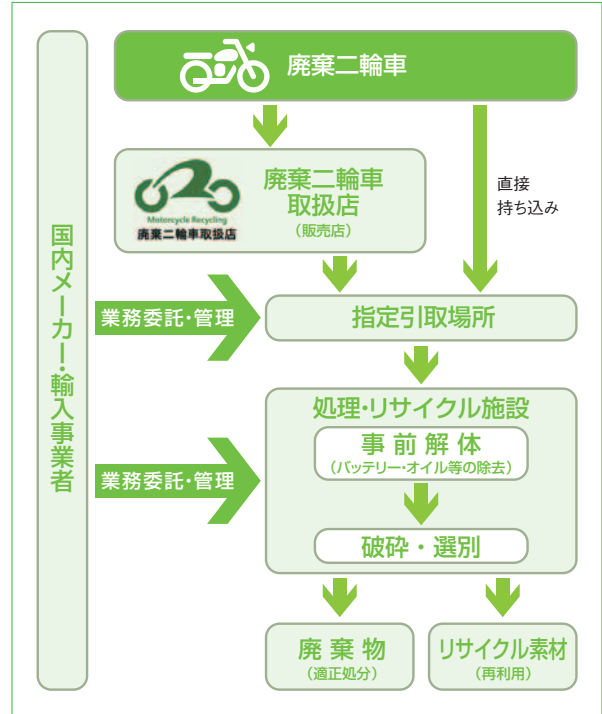 廃棄二輪車
Motorcycle Recycling
廃棄二輪車取扱店
廃棄二輪車
取扱店
(販売店)
直接
持ち込み
国内メーカー・輸入事業者
業務委託・管理
指定引取場所
処理・リサイクル施設
事前解体
(バッテリー・オイル等の除去)
業務委託・管理
破砕・選別
廃棄物
(適正処分)
リサイクル素材
(再利用)